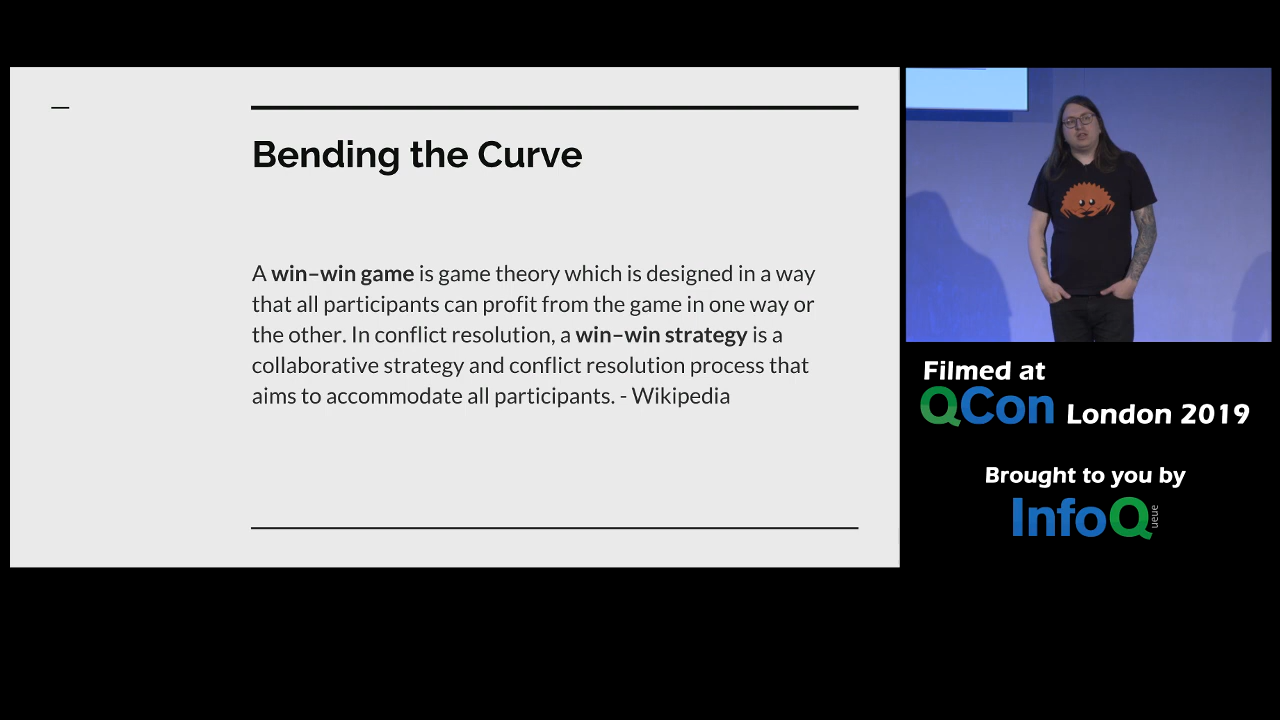 Bending the Curve
A win–win game is game theory which is designed in a way
that all participants can profit from the game in one way or
the other. In conflict resolution, a win–win strategy is a
collaborative strategy and conflict resolution process that
aims to accommodate all participants. - Wikipedia
Filmed at
QCon London 2019
Brought to you by
InfoQ
ueue